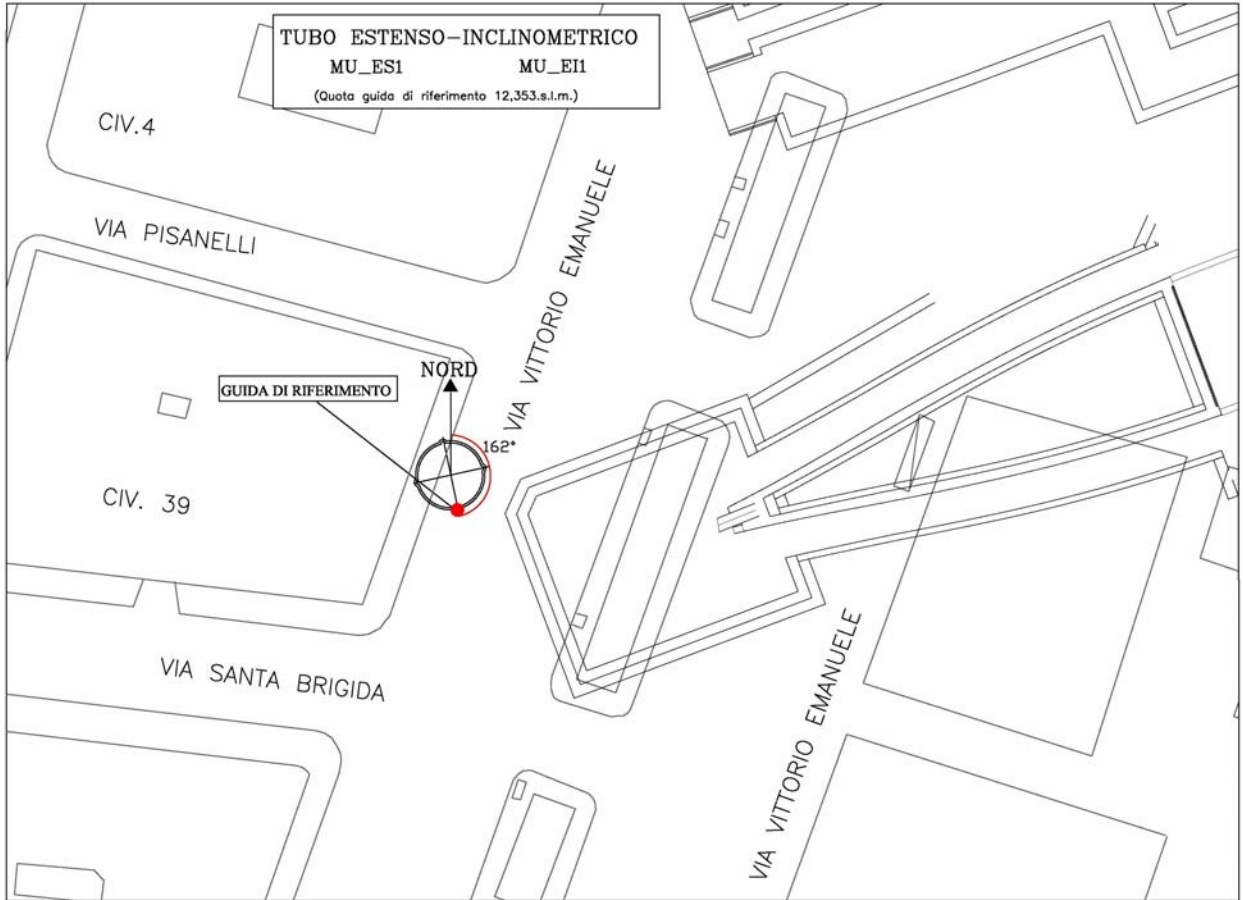 TUBO ESTENSO-INCLINOMETRICO
MU_ES1 MU_EI1
(Quota guida di riferimento 12,353.s.l.m.)
CIV.4
VIA PISANELLI
VIA VITTORIO EMANUELE
NORD
GUIDA DI RIFERIMENTO
162°
CIV. 39
VIA SANTA BRIGIDA
VIA VITTORIO EMANUELE